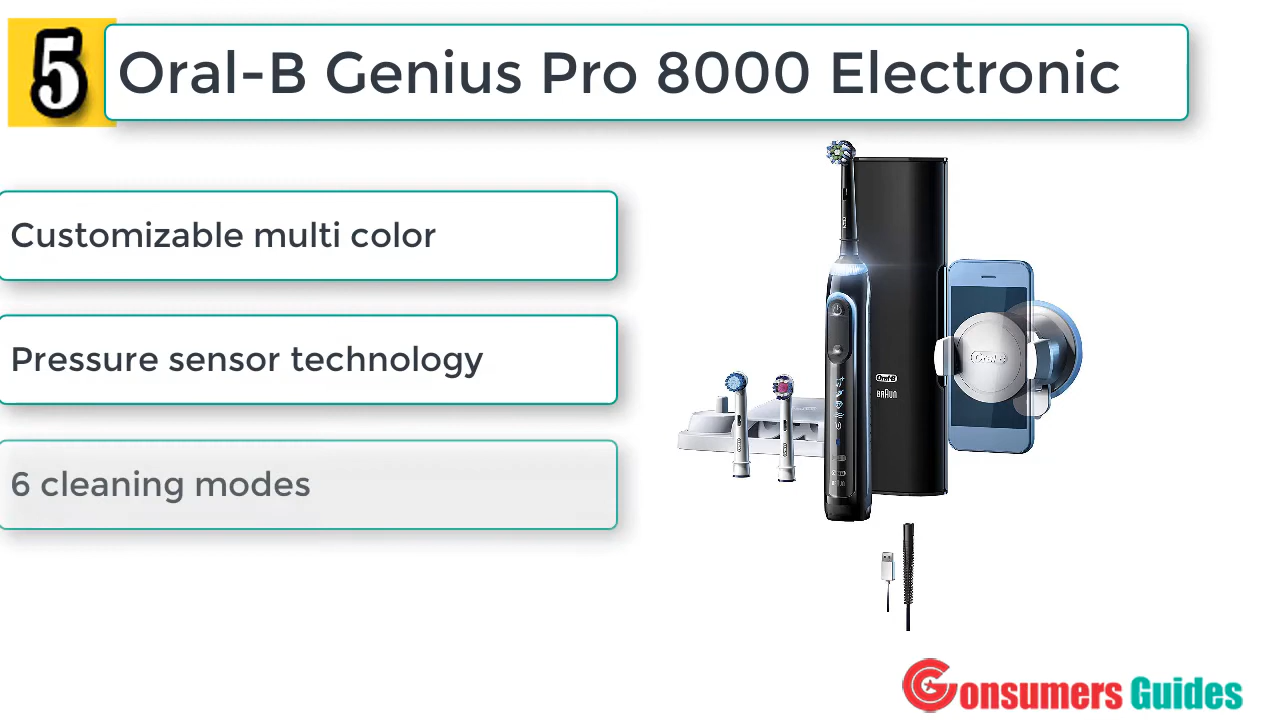 5
Oral-B Genius Pro 8000 Electronic
Customizable multi color
Pressure sensor technology
6 cleaning modes
Oral-B
BRAUN
Oral-B
Consumers Guides